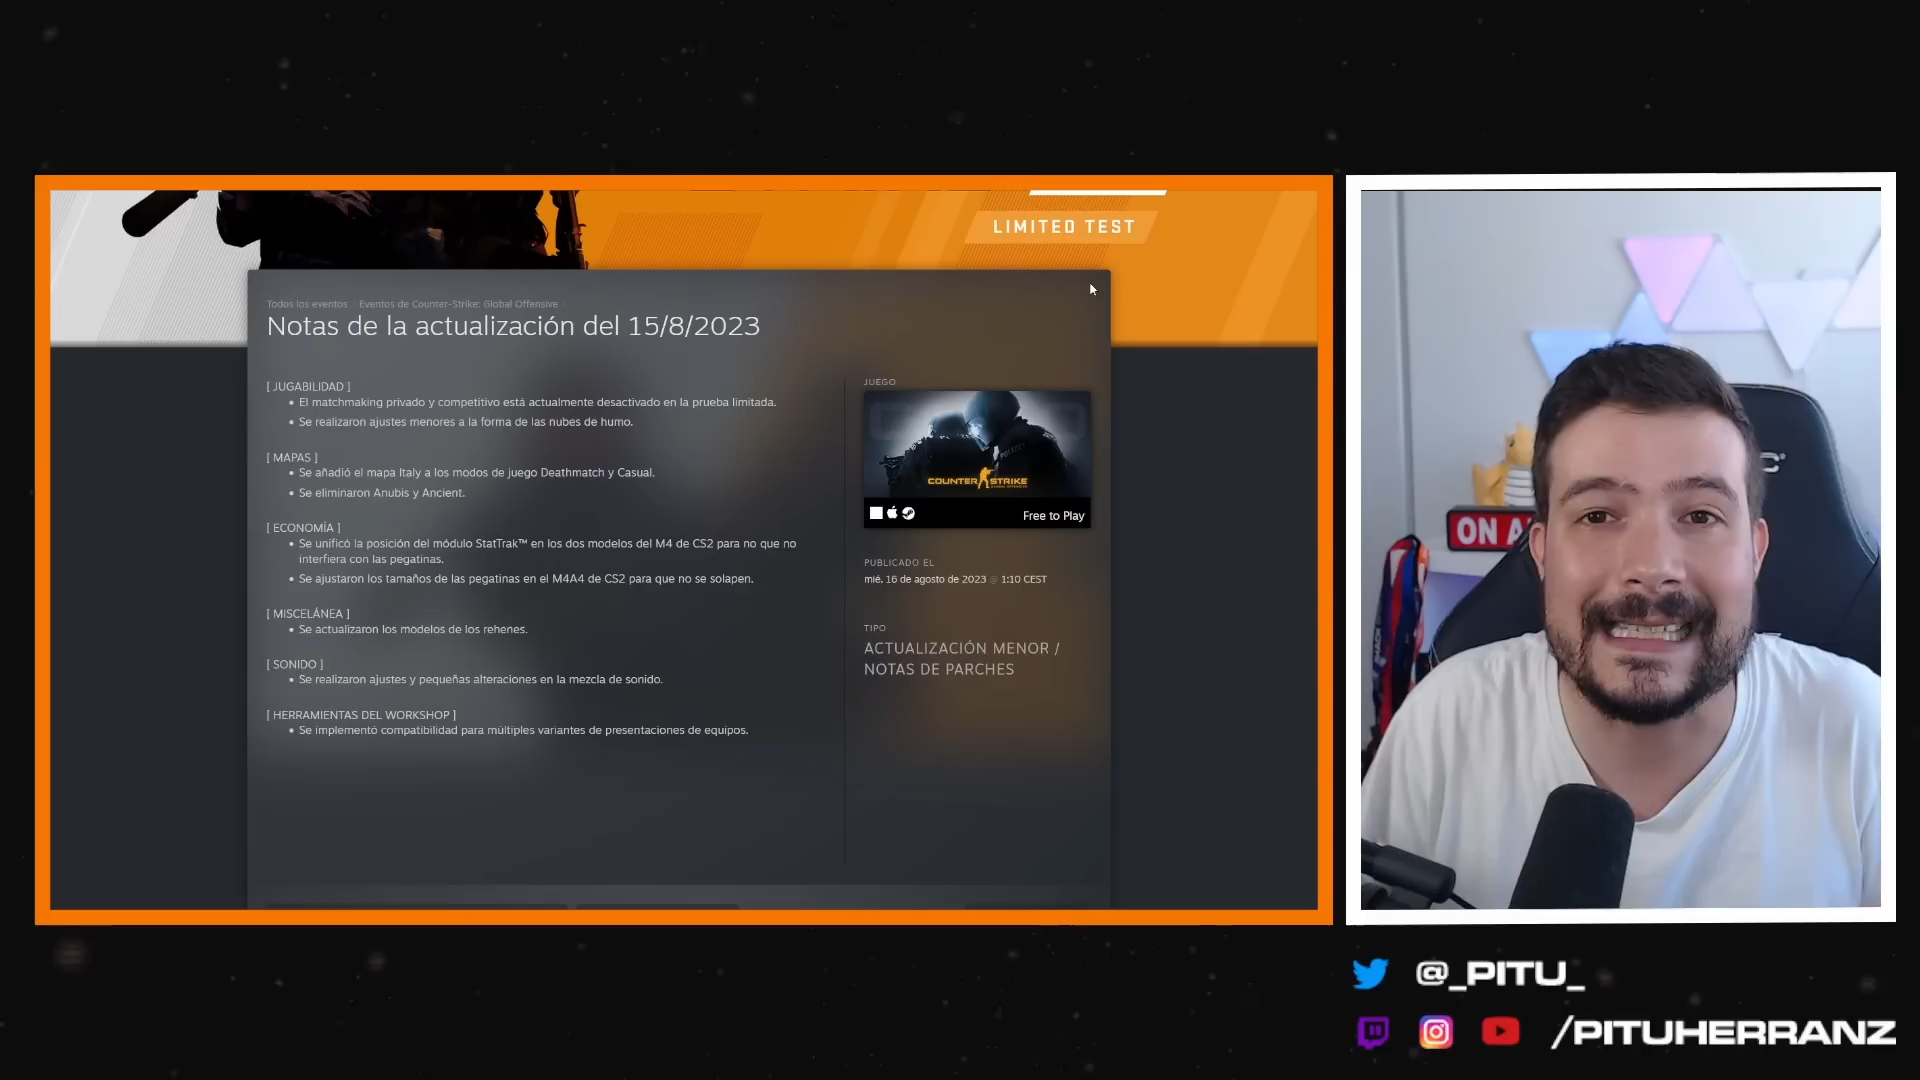 LIMITED TEST
Todos los eventos Eventos de Counter-Strike: Global Offensive
Notas de la actualización del 15/8/2023
[ JUGABILIDAD ]
• El matchmaking privado y competitivo está actualmente desactivado en la prueba limitada.
• Se realizaron ajustes menores a la forma de las nubes de humo.
[ MAPAS ]
• Se añadió el mapa Italy a los modos de juego Deathmatch y Casual.
• Se eliminaron Anubis y Ancient.
[ ECONOMÍA ]
• Se unificó la posición del módulo StatTrak™ en los dos modelos del M4 de CS2 para no que no
interfiera con las pegatinas.
• Se ajustaron los tamaños de las pegatinas en el M4A4 de CS2 para que no se solapen.
[ MISCELÁNEA ]
• Se actualizaron los modelos de los rehenes.
[ SONIDO ]
• Se realizaron ajustes y pequeñas alteraciones en la mezcla de sonido.
[ HERRAMIENTAS DEL WORKSHOP ]
• Se implementó compatibilidad para múltiples variantes de presentaciones de equipos.
JUEGO
COUNTER STRIKE
GLOBAL OFFENSIVE
Free to Play
PUBLICADO EL
mié, 16 de agosto de 2023 @ 1:10 CEST
TIPO
ACTUALIZACIÓN MENOR /
NOTAS DE PARCHES
ON A
@_PITU_
/PITUHERRANZ